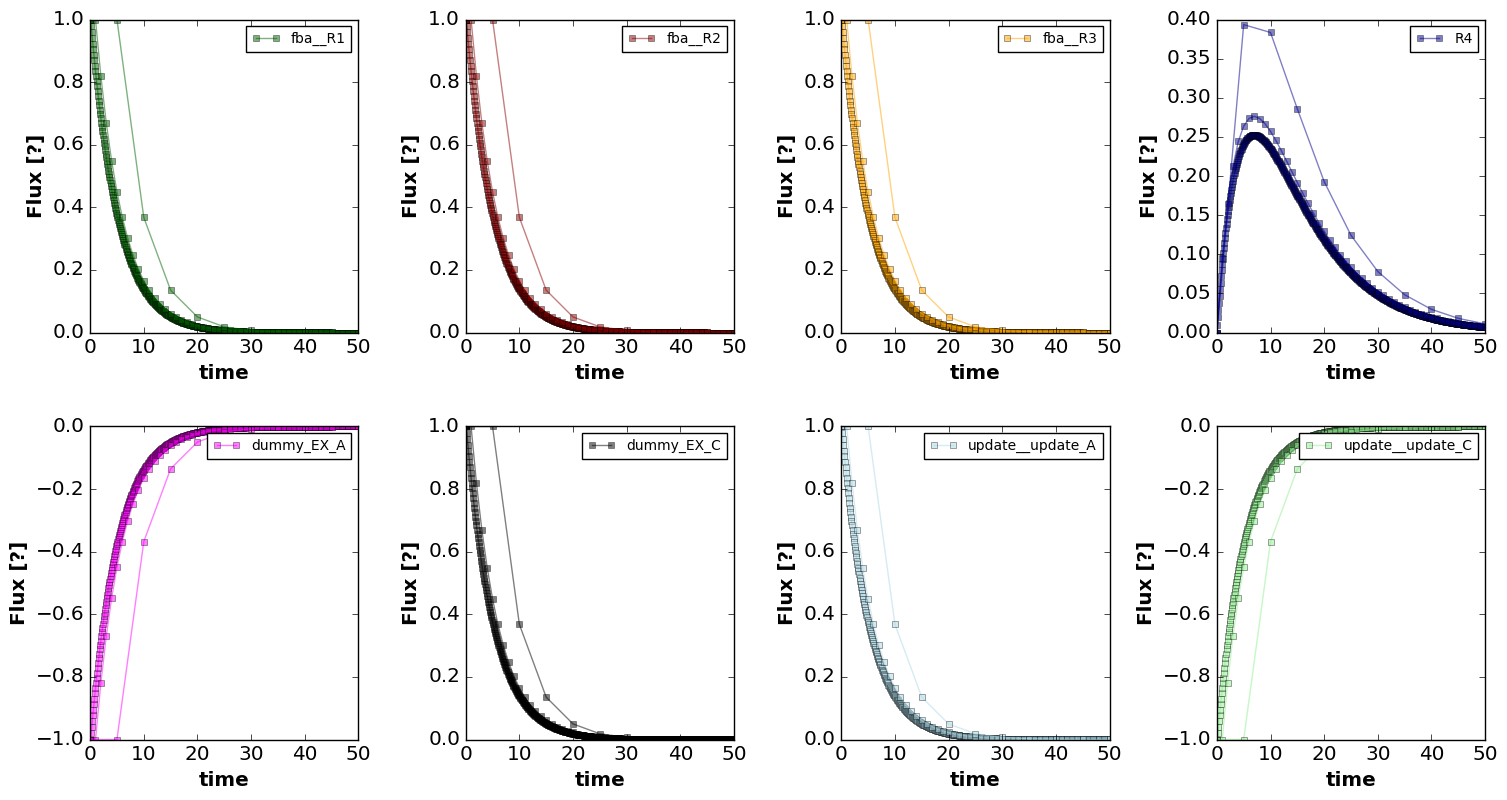 1.0 0.8 0.6 0.4 0.2 0.0
Flux [?]
fba__R1
0 10 20 30 40 50
time
1.0 0.8 0.6 0.4 0.2 0.0
Flux [?]
fba__R2
0 10 20 30 40 50
time
1.0 0.8 0.6 0.4 0.2 0.0
Flux [?]
fba__R3
0 10 20 30 40 50
time
0.40 0.35 0.30 0.25 0.20 0.15 0.10 0.05 0.00
Flux [?]
R4
0 10 20 30 40 50
time
0.0 −0.2 −0.4 −0.6 −0.8 −1.0
Flux [?]
dummy_EX_A
0 10 20 30 40 50
time
1.0 0.8 0.6 0.4 0.2 0.0
Flux [?]
dummy_EX_C
0 10 20 30 40 50
time
1.0 0.8 0.6 0.4 0.2 0.0
Flux [?]
update__update_A
0 10 20 30 40 50
time
0.0 −0.2 −0.4 −0.6 −0.8 −1.0
Flux [?]
update__update_C
0 10 20 30 40 50
time